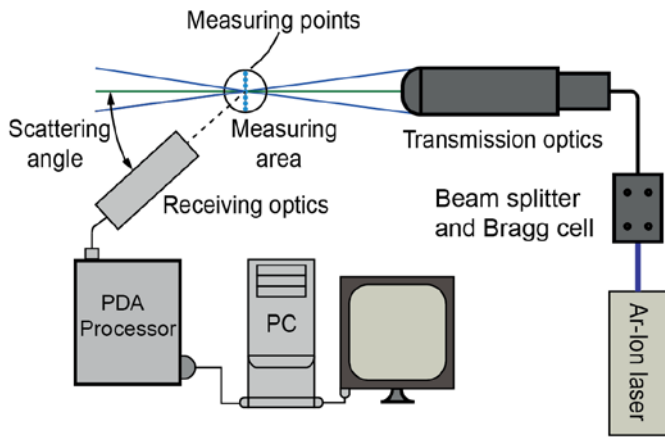 Measuring points
Scattering
angle
Measuring
area
Transmission optics
Receiving optics
Beam splitter
and Bragg cell
PDA
Processor
PC
Ar-Ion laser